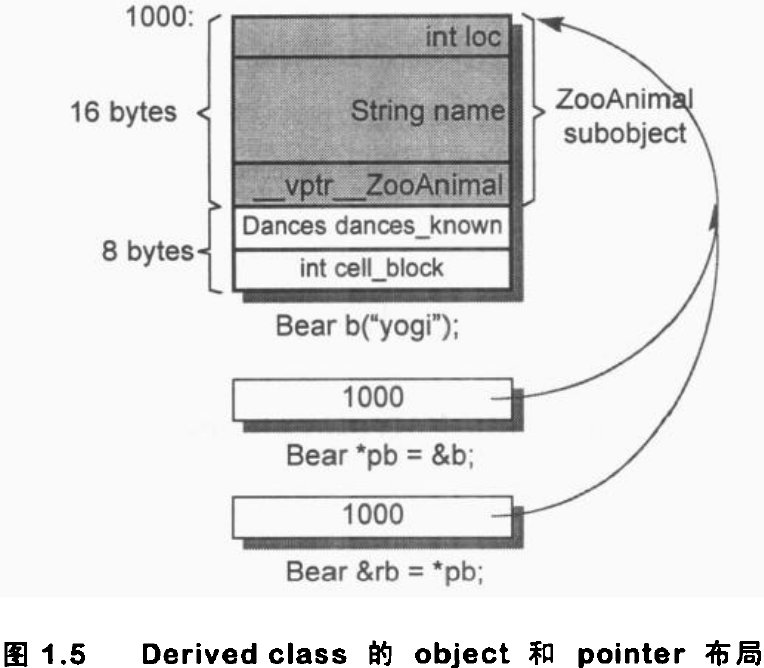 1000:
int loc
16 bytes
String name
ZooAnimal
subobject
__vptr__ZooAnimal
Dances dances_known
8 bytes
int cell_block
Bear b("yogi");
1000
Bear *pb = &b;
1000
Bear &rb = *pb;
图 1.5 Derived class 的 object 和 pointer 布局